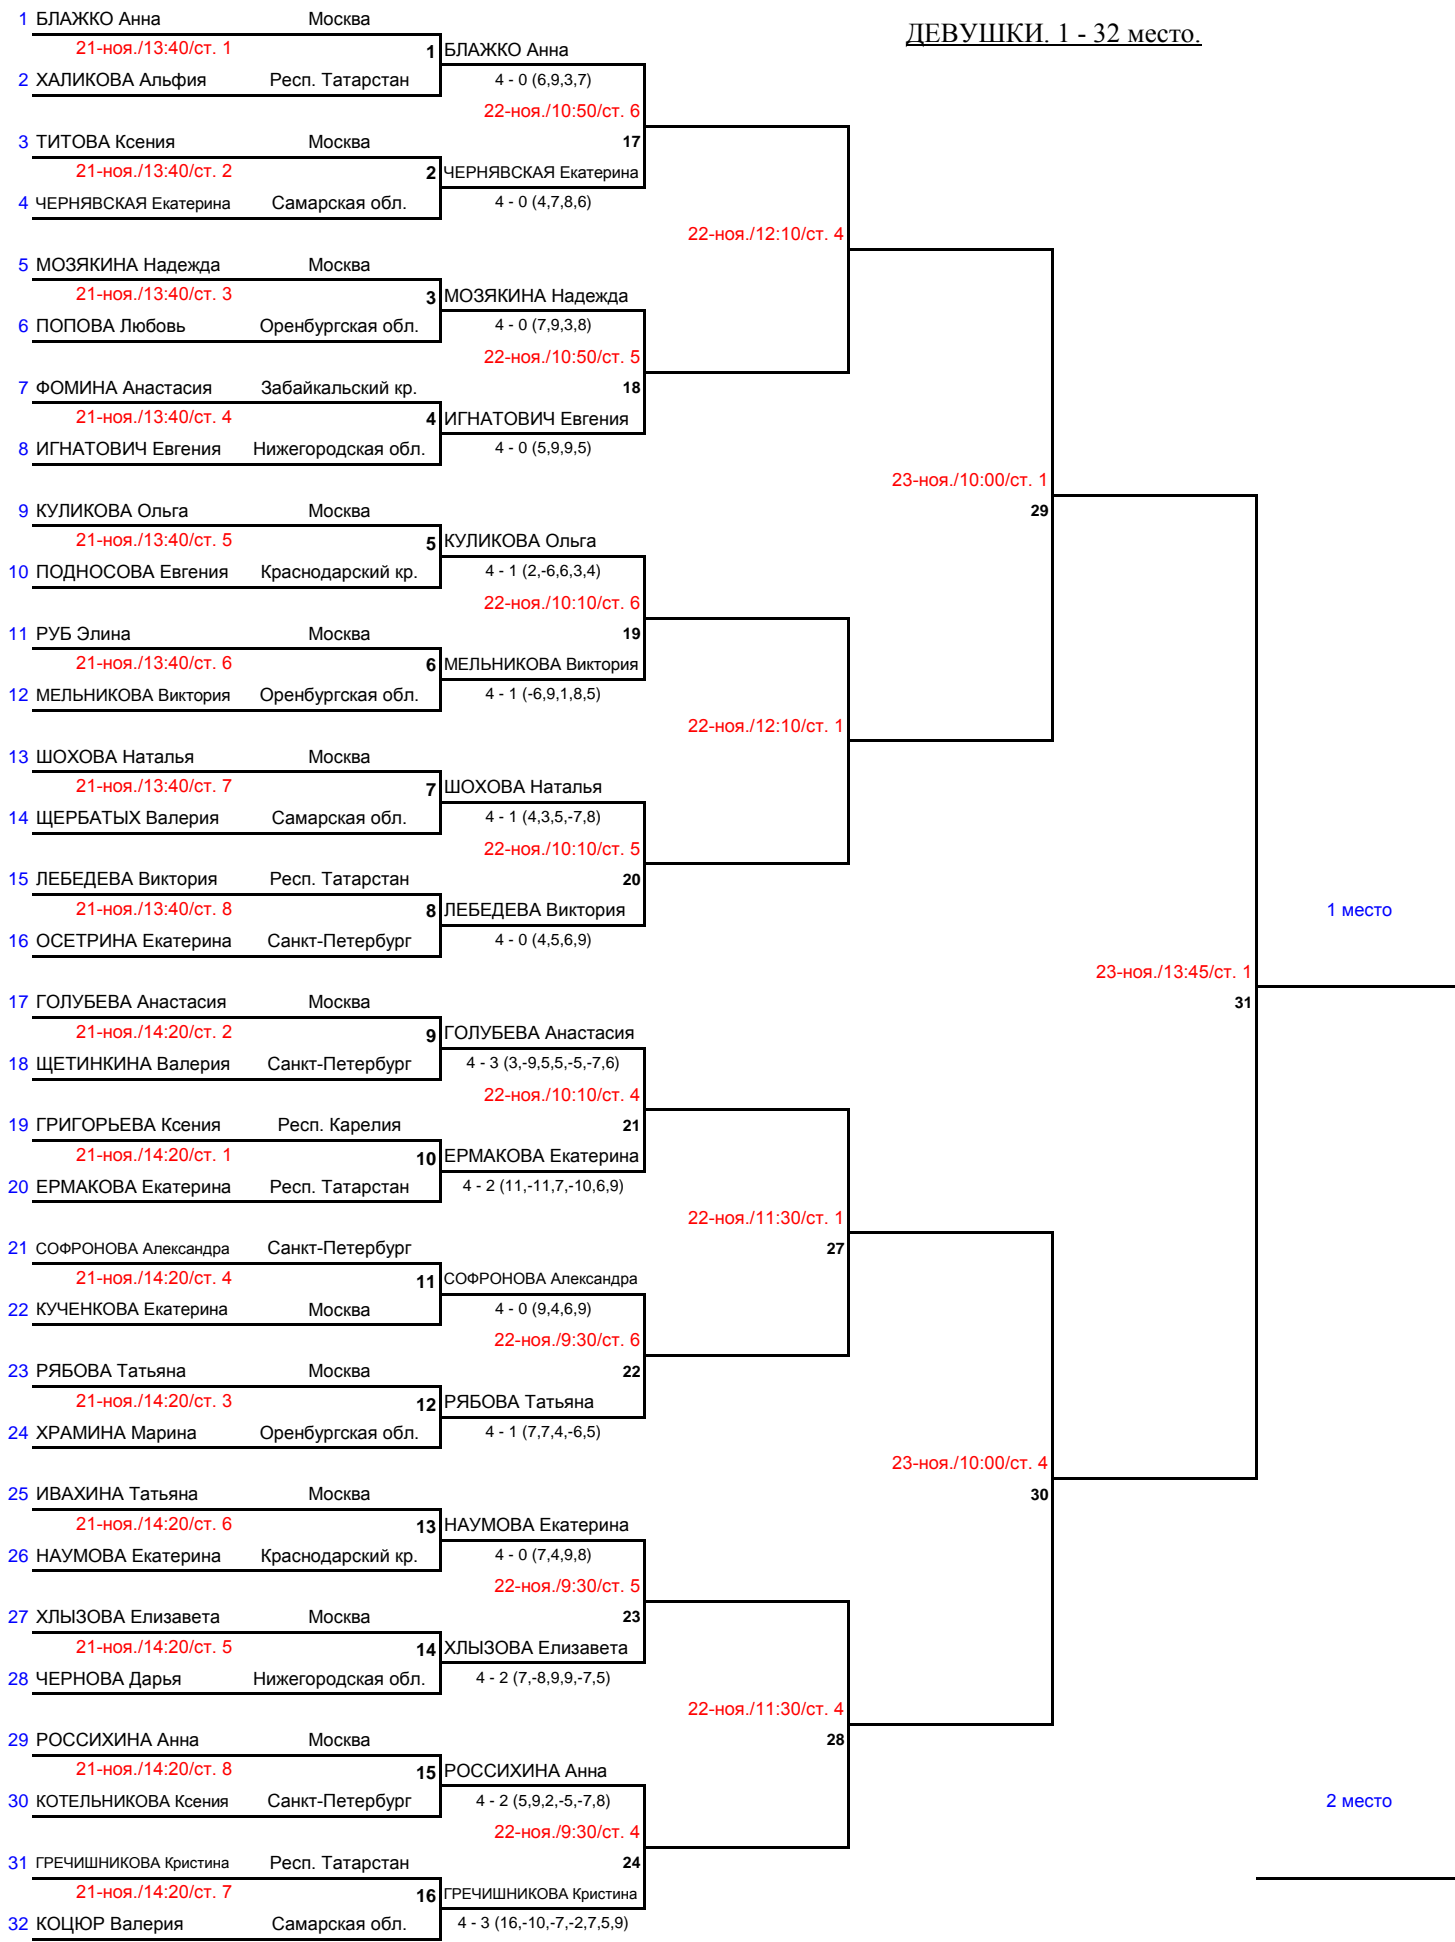 ДЕВУШКИ. 1 - 32 место.
1 БЛАЖКО Анна Москва
21-ноя./13:40/ст. 1
1 БЛАЖКО Анна
2 ХАЛИКОВА Альфия Респ. Татарстан
4 - 0 (6,9,3,7)
22-ноя./10:50/ст. 6
3 ТИТОВА Ксения Москва
17
21-ноя./13:40/ст. 2
2 ЧЕРНЯВСКАЯ Екатерина
4 ЧЕРНЯВСКАЯ Екатерина Самарская обл.
4 - 0 (4,7,8,6)
22-ноя./12:10/ст. 4
5 МОЗЯКИНА Надежда Москва
21-ноя./13:40/ст. 3
3 МОЗЯКИНА Надежда
6 ПОПОВА Любовь Оренбургская обл.
4 - 0 (7,9,3,8)
22-ноя./10:50/ст. 5
7 ФОМИНА Анастасия Забайкальский кр.
18
21-ноя./13:40/ст. 4
4 ИГНАТОВИЧ Евгения
8 ИГНАТОВИЧ Евгения Нижегородская обл.
4 - 0 (5,9,9,5)
23-ноя./10:00/ст. 1
29
9 КУЛИКОВА Ольга Москва
21-ноя./13:40/ст. 5
5 КУЛИКОВА Ольга
10 ПОДНОСОВА Евгения Краснодарский кр.
4 - 1 (2,-6,6,3,4)
22-ноя./10:10/ст. 6
11 РУБ Элина Москва
19
21-ноя./13:40/ст. 6
6 МЕЛЬНИКОВА Виктория
12 МЕЛЬНИКОВА Виктория Оренбургская обл.
4 - 1 (-6,9,1,8,5)
22-ноя./12:10/ст. 1
13 ШОХОВА Наталья Москва
21-ноя./13:40/ст. 7
7 ШОХОВА Наталья
14 ЩЕРБАТЫХ Валерия Самарская обл.
4 - 1 (4,3,5,-7,8)
22-ноя./10:10/ст. 5
15 ЛЕБЕДЕВА Виктория Респ. Татарстан
20
21-ноя./13:40/ст. 8
8 ЛЕБЕДЕВА Виктория
1 место
16 ОСЕТРИНА Екатерина Санкт-Петербург
4 - 0 (4,5,6,9)
23-ноя./13:45/ст. 1
31
17 ГОЛУБЕВА Анастасия Москва
21-ноя./14:20/ст. 2
9 ГОЛУБЕВА Анастасия
18 ЩЕТИНКИНА Валерия Санкт-Петербург
4 - 3 (3,-9,5,5,-5,-7,6)
22-ноя./10:10/ст. 4
19 ГРИГОРЬЕВА Ксения Респ. Карелия
21
21-ноя./14:20/ст. 1
10 ЕРМАКОВА Екатерина
20 ЕРМАКОВА Екатерина Респ. Татарстан
4 - 2 (11,-11,7,-10,6,9)
22-ноя./11:30/ст. 1
27
21 СОФРОНОВА Александра Санкт-Петербург
21-ноя./14:20/ст. 4
11 СОФРОНОВА Александра
22 КУЧЕНКОВА Екатерина Москва
4 - 0 (9,4,6,9)
22-ноя./9:30/ст. 6
23 РЯБОВА Татьяна Москва
22
21-ноя./14:20/ст. 3
12 РЯБОВА Татьяна
24 ХРАМИНА Марина Оренбургская обл.
4 - 1 (7,7,4,-6,5)
23-ноя./10:00/ст. 4
30
25 ИВАХИНА Татьяна Москва
21-ноя./14:20/ст. 6
13 НАУМОВА Екатерина
26 НАУМОВА Екатерина Краснодарский кр.
4 - 0 (7,4,9,8)
22-ноя./9:30/ст. 5
27 ХЛЫЗОВА Елизавета Москва
23
21-ноя./14:20/ст. 5
14 ХЛЫЗОВА Елизавета
28 ЧЕРНОВА Дарья Нижегородская обл.
4 - 2 (7,-8,9,9,-7,5)
22-ноя./11:30/ст. 4
28
29 РОССИХИНА Анна Москва
21-ноя./14:20/ст. 8
15 РОССИХИНА Анна
30 КОТЕЛЬНИКОВА Ксения Санкт-Петербург
4 - 2 (5,9,2,-5,-7,8)
2 место
22-ноя./9:30/ст. 4
31 ГРЕЧИШНИКОВА Кристина Респ. Татарстан
24
21-ноя./14:20/ст. 7
16 ГРЕЧИШНИКОВА Кристина
32 КОЦЮР Валерия Самарская обл.
4 - 3 (16,-10,-7,-2,7,5,9)